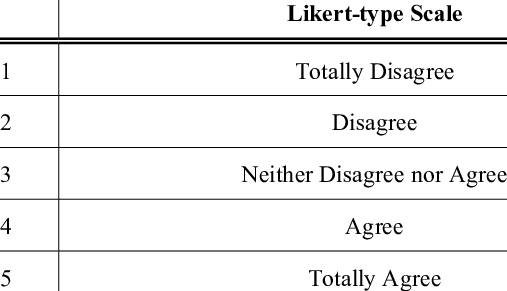 Likert-type Scale
1 Totally Disagree
2 Disagree
3 Neither Disagree nor Agree
4 Agree
5 Totally Agree